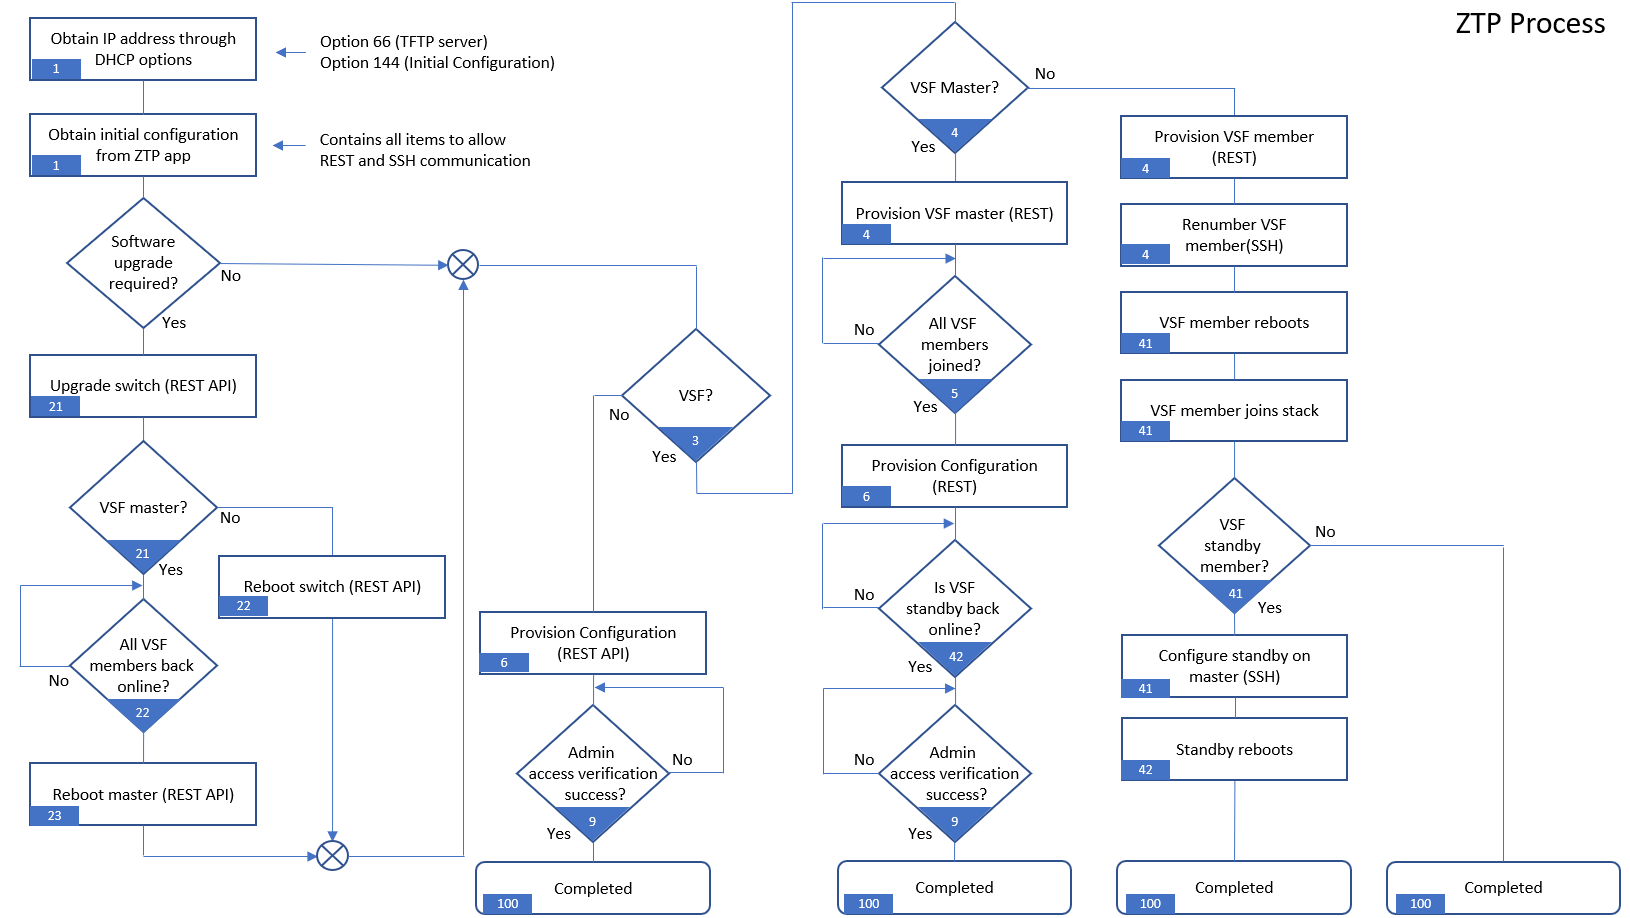 ZTP Process
Obtain IP address through
DHCP options
1
Option 66 (TFTP server)
Option 144 (Initial Configuration)
Obtain initial configuration
from ZTP app
1
Contains all items to allow
REST and SSH communication
Software
upgrade
required?
No
Yes
Upgrade switch (REST API)
21
VSF master?
21
No
Yes
Reboot switch (REST API)
22
All VSF
members back
online?
22
No
Reboot master (REST API)
23
VSF?
3
No
Yes
Provision Configuration
(REST API)
6
Admin
access verification
success?
9
No
Yes
Completed
100
VSF Master?
4
No
Yes
Provision VSF master (REST)
4
All VSF
members
joined?
5
No
Yes
Provision Configuration
(REST)
6
Is VSF
standby back
online?
42
No
Yes
Admin
access verification
success?
9
No
Yes
Completed
100
Provision VSF member
(REST)
4
Renumber VSF
member(SSH)
4
VSF member reboots
41
VSF member joins stack
41
VSF
standby
member?
41
No
Yes
Configure standby on
master (SSH)
41
Standby reboots
42
Completed
100
Completed
100